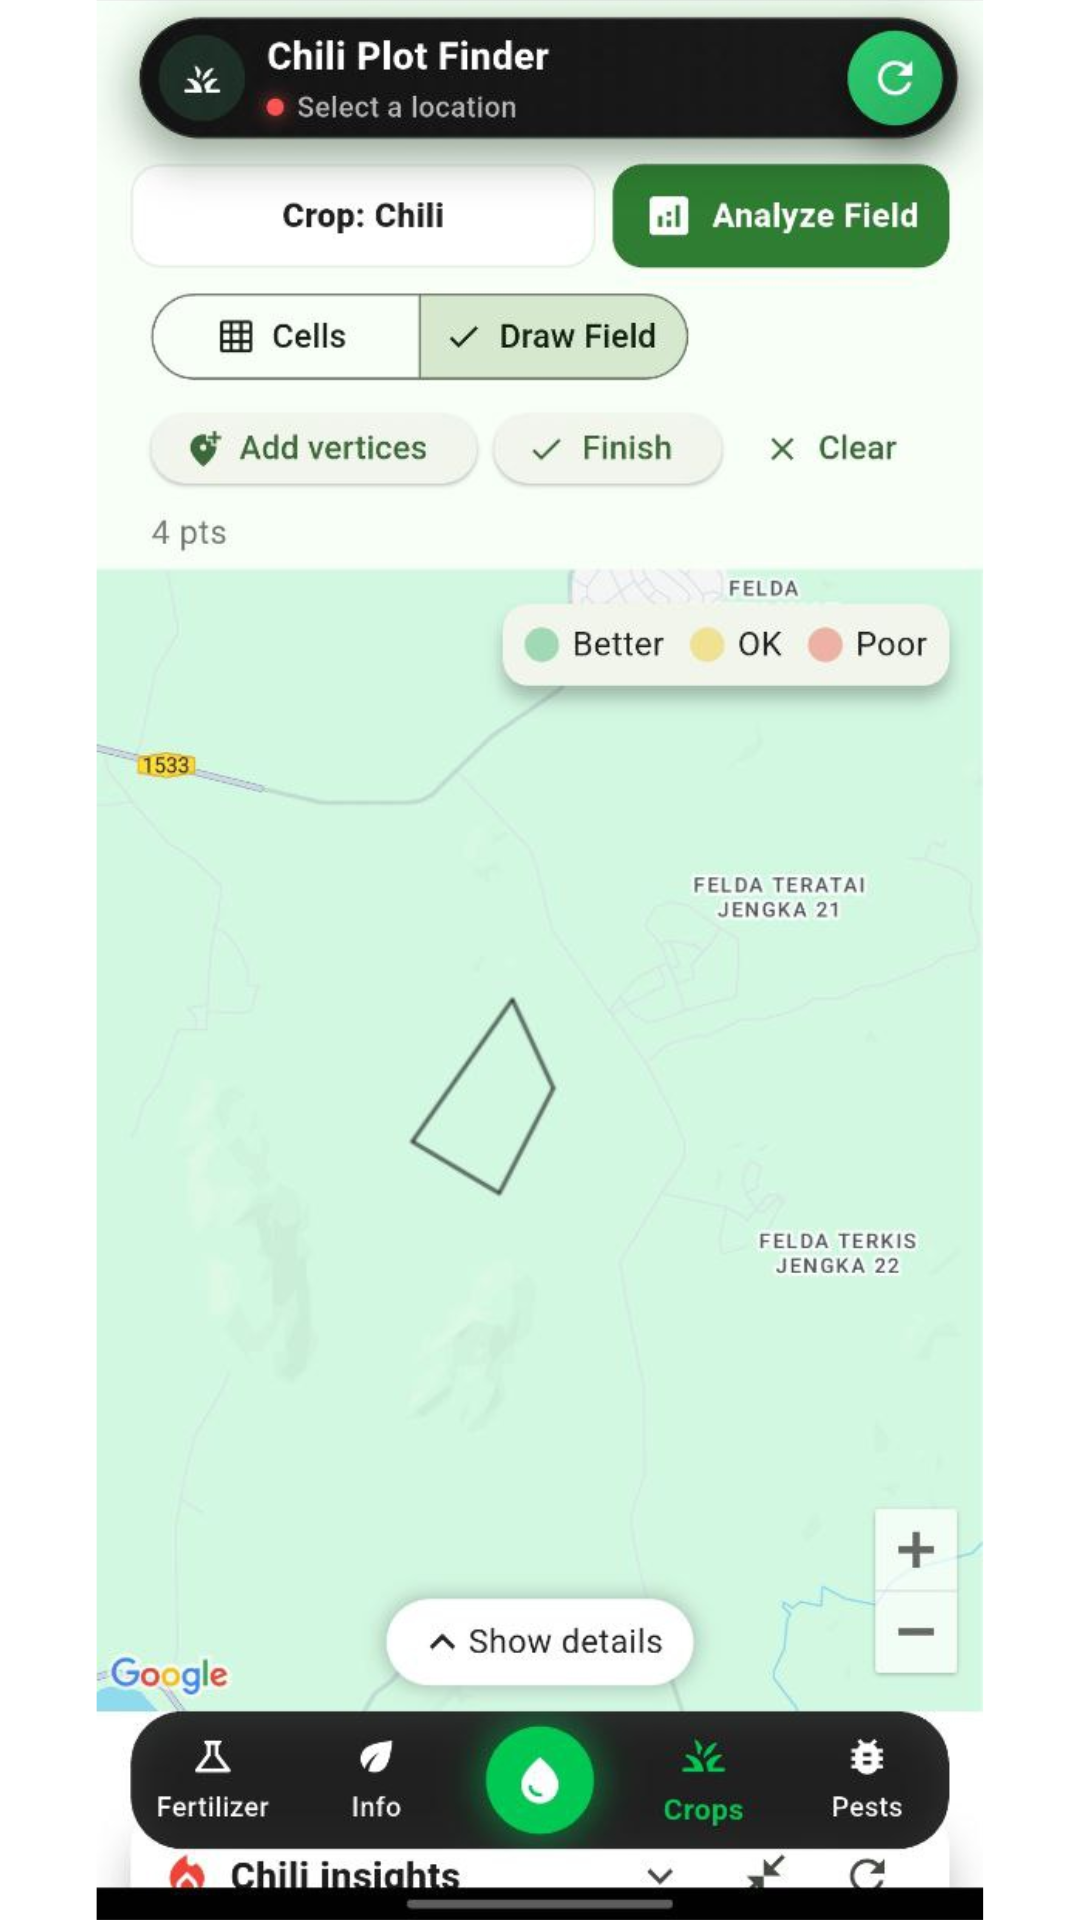 Chili Plot Finder
Select a location
Crop: Chili
Analyze Field
Cells
Draw Field
Add vertices
Finish
Clear
4 pts
FELDA
Better
OK
Poor
1533
FELDA TERATAI
JENGKA 21
FELDA TERKIS
JENGKA 22
Show details
Google
Fertilizer
Info
Crops
Pests
Chili insights